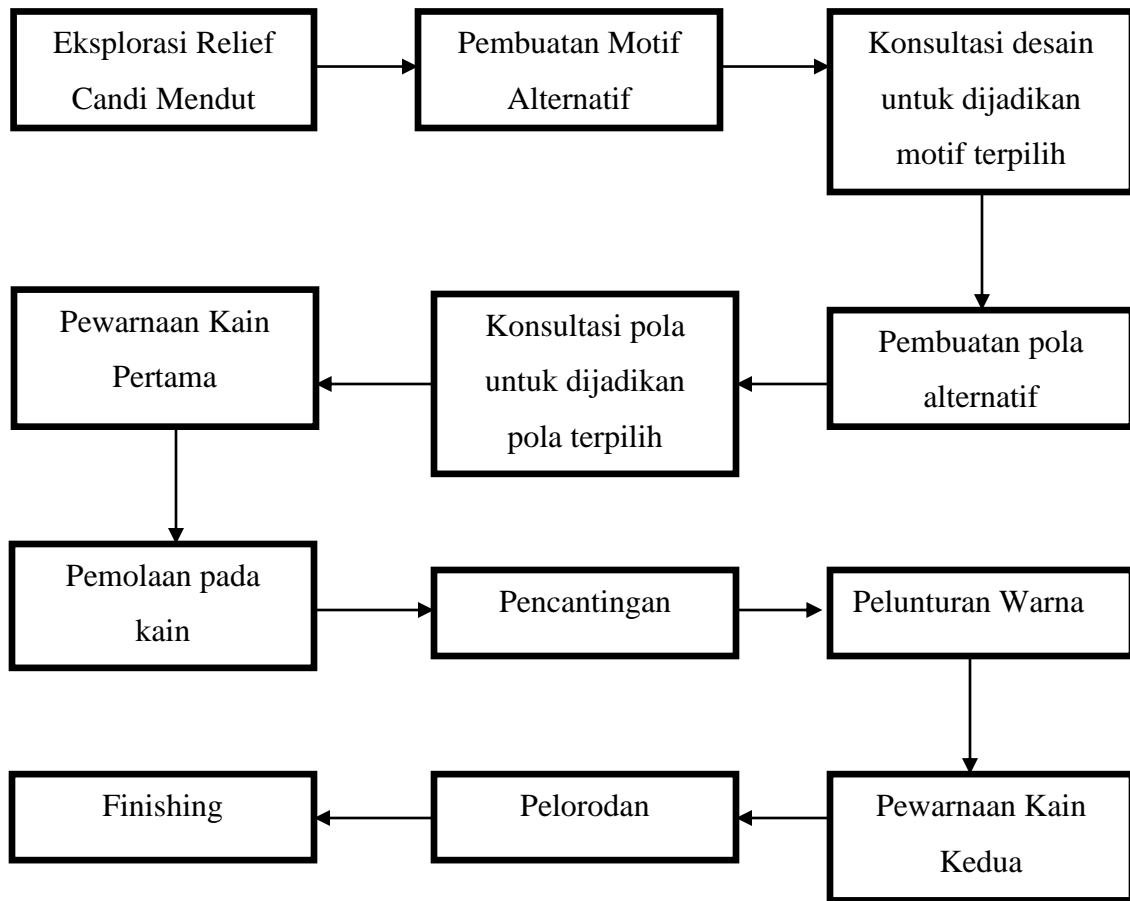 Eksplorasi Relief
Candi Mendut
Pembuatan Motif
Alternatif
Konsultasi desain
untuk dijadikan
motif terpilih
Pembuatan pola
alternatif
Konsultasi pola
untuk dijadikan
pola terpilih
Pewarnaan Kain
Pertama
Pemolaan pada
kain
Pencantingan
Pelunturan Warna
Pewarnaan Kain
Kedua
Pelorodan
Finishing